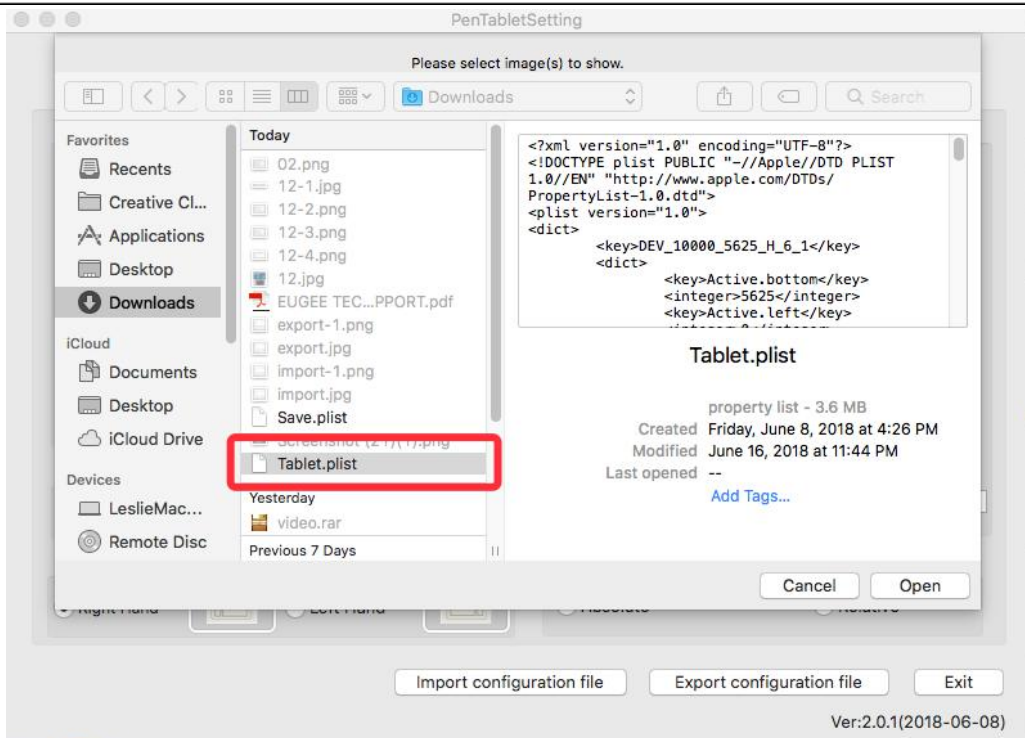 PenTabletSetting
Please select image(s) to show.
Downloads
Search
Favorites
Recents
Creative Cl...
Applications
Desktop
Downloads
iCloud
Documents
Desktop
iCloud Drive
Devices
LeslieMac...
Remote Disc
Today
02.png
12-1.jpg
12-2.png
12-3.png
12-4.png
12.jpg
EUGEE TEC...PPORT.pdf
export-1.png
export.jpg
import-1.png
import.jpg
Save.plist
Tablet.plist
Yesterday
video.rar
Previous 7 Days
<?xml version="1.0" encoding="UTF-8"?>
<!DOCTYPE plist PUBLIC "-//Apple//DTD PLIST
1.0//EN" "http://www.apple.com/DTDs/
PropertyList-1.0.dtd">
<plist version="1.0">
<dict>
<key>DEV_10000_5625_H_6_1</key>
<dict>
<key>Active.bottom</key>
<integer>5625</integer>
<key>Active.left</key>
Tablet.plist
property list - 3.6 MB
Created Friday, June 8, 2018 at 4:26 PM
Modified June 16, 2018 at 11:44 PM
Last opened --
Add Tags...
Cancel
Open
Import configuration file
Export configuration file
Exit
Ver:2.0.1(2018-06-08)